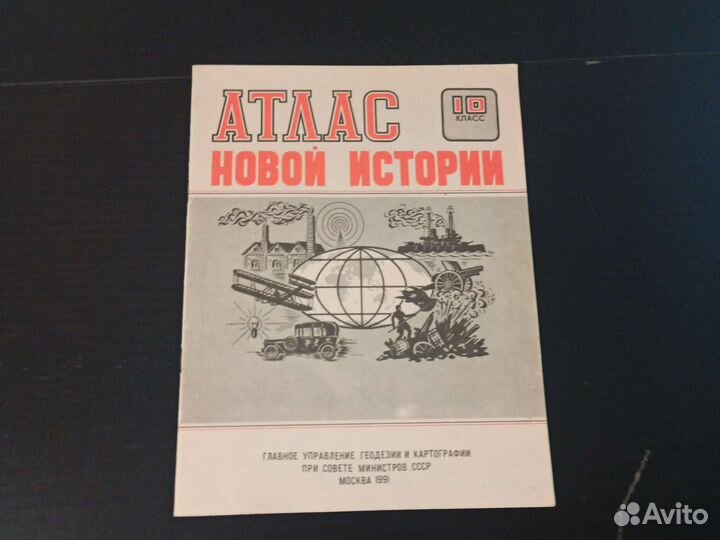 АТЛАС
10
КЛАСС
НОВОЙ ИСТОРИИ
ГЛАВНОЕ УПРАВЛЕНИЕ ГЕОДЕЗИИ И КАРТОГРАФИИ
ПРИ СОВЕТЕ МИНИСТРОВ СССР
МОСКВА 1991
Avito